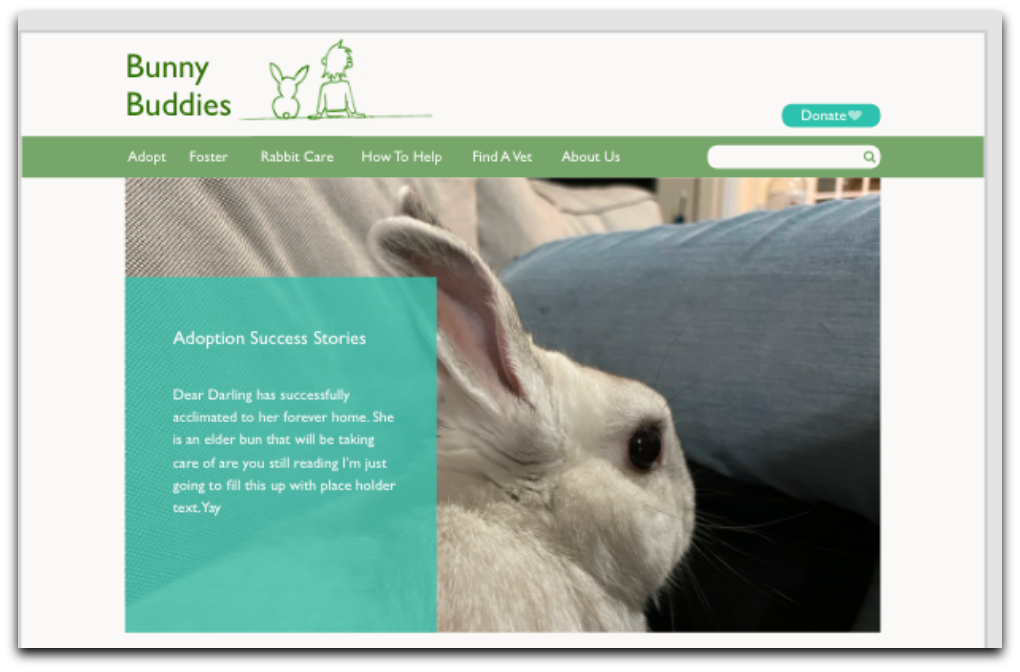 Bunny
Buddies
Donate
Adopt Foster Rabbit Care How To Help Find A Vet About Us
Adoption Success Stories
Dear Darling has successfully
acclimated to her forever home. She
is an elder bun that will be taking
care of are you still reading I'm just
going to fill this up with place holder
text. Yay